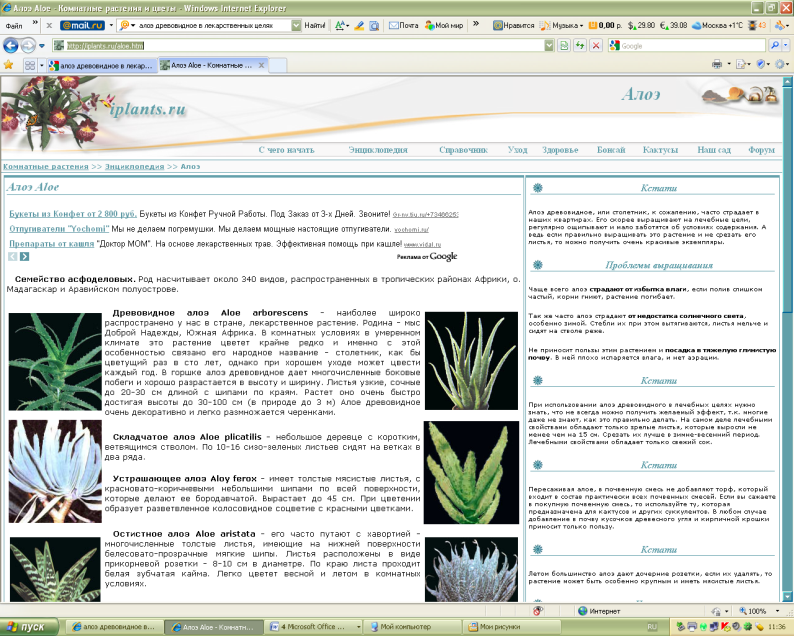 Алоэ Aloe - Комнатные растения и цветы - Windows Internet Explorer
Файл » @mail.ru алоэ древовидное в лекарственных целях Найти! Почта Мой мир » Нравится Музыка 0,00 р. 29.80 39,08 Москва +1°C 43
http://iplants.ru/aloe.htm Google
алоэ древовидное в лекар... Алоэ Aloe - Комнатные ...
iplants.ru Алоэ
С чего начать Энциклопедия Справочник Уход Здоровье Бонсай Кактусы Наш сад Форум
Комнатные растения >> Энциклопедия >> Алоэ
Алоэ Aloe
Букеты из Конфет от 2 800 руб. Букеты из Конфет Ручной Работы. Под Заказ от 3-х Дней. Звоните!
Отпугиватели "Yochomi" Мы не делаем погремушки. Мы делаем мощные настоящие отпугиватели. yochomi.ru/
Препараты от кашля "Доктор МОМ". На основе лекарственных трав. Эффективная помощь при кашле! www.vidal.ru
Реклама от Google
Семейство асфоделовых. Род насчитывает около 340 видов, распространенных в тропических районах Африки, о.
Мадагаскар и Аравийском полуострове.
Древовидное алоэ Aloe arborescens - наиболее широко
распространено у нас в стране, лекарственное растение. Родина - мыс
Доброй Надежды, Южная Африка. В комнатных условиях в умеренном
климате это растение цветет крайне редко и именно с этой
особенностью связано его народное название - столетник, как бы
цветущий раз в сто лет, однако при хорошем уходе может цвести
каждый год. В горшке алоэ древовидное дает многочисленные боковые
побеги и хорошо разрастается в высоту и ширину. Листья узкие, сочные
до 20-30 см длиной с шипами по краям. Растет оно очень быстро
достигая высоты до 30-100 см (в природе до 3 м) Алое древовидное
очень декоративно и легко размножается черенками.
Складчатое алоэ Aloe plicatilis - небольшое деревце с коротким,
ветвящимся стволом. По 10-16 сизо-зеленых листьев сидят на ветках в
два ряда.
Устрашающее алоэ Aloy ferox - имеет толстые мясистые листья, с
красновато-коричневыми небольшими шипами по всей поверхности,
которые делают ее бородавчатой. Вырастает до 45 см. При цветении
образует разветвленное колосовидное соцветие с красными цветками.
Остистное алоэ Aloe aristata - его часто путают с хавортией -
многочисленные толстые листья, имеющие на нижней поверхности
белесовато-прозрачные мягкие шипы. Листья расположены в виде
прикорневой розетки - 8-10 см в диаметре. По краю листа проходит
белая зубчатая кайма. Легко цветет весной и летом в комнатных
условиях.
Кстати
Алоэ древовидное, или столетник, к сожалению, часто страдает в
наших квартирах. Его скорее выращивают на лечебные цели,
регулярно ощипывают и мало заботятся об условиях содержания. А
ведь если правильно выращивать это растение и не срезать его
листья, то можно получить очень красивые экземпляры.
Проблемы выращивания
Чаще всего алоэ страдают от избытка влаги, если полив слишком
частый, корни гниет, растение погибает.
Так же часто алоэ страдают от недостатка солнечного света,
особенно зимой. Стебли их при этом вытягиваются, листья мельче и
сидят на стволе реже.
Не приносит пользы этим растениям и посадка в тяжелую глинистую
почву. В ней плохо испаряется влага, и нет аэрации.
Кстати
При использовании алоэ древовидного в лечебных целях нужно
знать, что не всегда можно получить желаемый эффект, т.к. многие
даже не знают, как это правильно делать. На самом деле лечебными
свойствами обладают только зрелые листья, которые выросли не
менее чем на 15 см. Срезать их лучше в зимне-весенний период.
Лечебными свойствами обладает только свежий сок.
Кстати
Пересаживая алое, в почвенную смесь не добавляют торф, который
входит в состав практически всех почвенных смесей. Если вы сажаете
в покупную почвенную смесь, то используйте ту, которая
предназначена для кактусов и других суккулентов. В любом случае
добавление в почву кусочков древесного угля и кирпичной крошки
приносит только пользу.
Кстати
Летом большинство алоэ дают дочерние розетки, если их удалять, то
растение может быть особенно крупным и иметь мясистые листья.
Интернет 100%
пуск алоэ древовидное в... Алоэ Aloe - Комнатн... 4 Microsoft Office ... Мой компьютер Мои рисунки RU 11:36